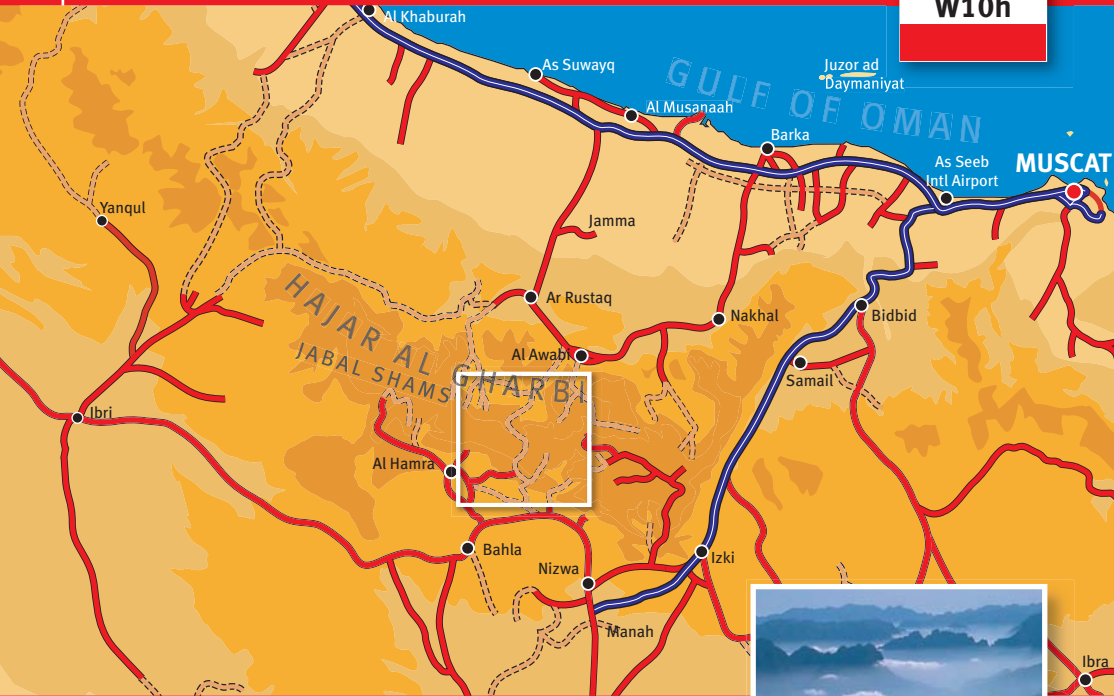 W10h
Al Khaburah
As Suwayq
Juzor ad
Daymaniyat
GULF OF OMAN
Al Musanaah
Barka
As Seeb
Intl Airport
MUSCAT
Yanqul
Jamma
HAJAR AL GHARBI
JABAL SHAMS
Ar Rustaq
Nakhal
Bidbid
Al Awabi
Samail
Ibri
Al Hamra
Bahla
Nizwa
Izki
Manah
Ibra